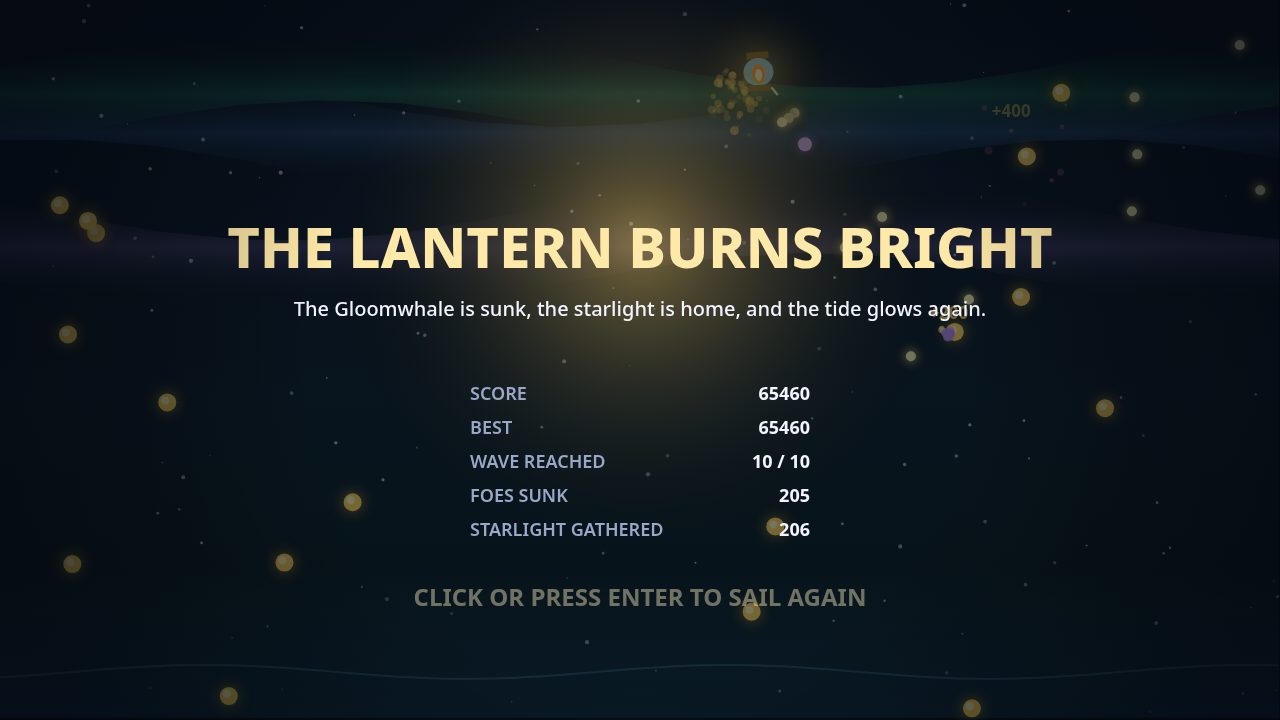 +400
THE LANTERN BURNS BRIGHT
The Gloomwhale is sunk, the starlight is home, and the tide glows again.
SCORE 65460
BEST 65460
WAVE REACHED 10 / 10
FOES SUNK 205
STARLIGHT GATHERED 206
CLICK OR PRESS ENTER TO SAIL AGAIN